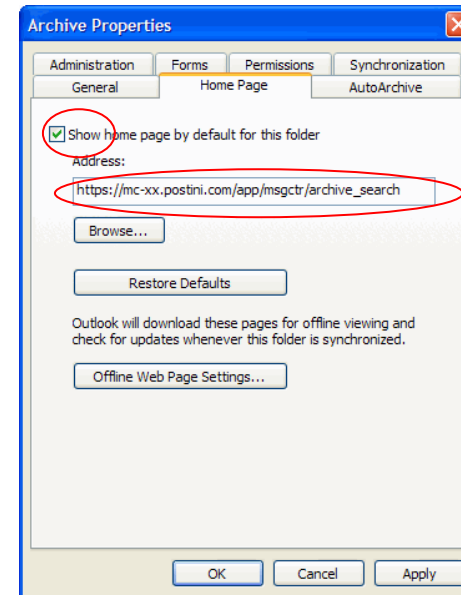 Archive Properties
Administration Forms Permissions Synchronization
General Home Page AutoArchive
Show home page by default for this folder
Address:
https://mc-xx.postini.com/app/msgctr/archive_search
Browse...
Restore Defaults
Outlook will download these pages for offline viewing and
check for updates whenever this folder is synchronized.
Offline Web Page Settings...
OK Cancel Apply